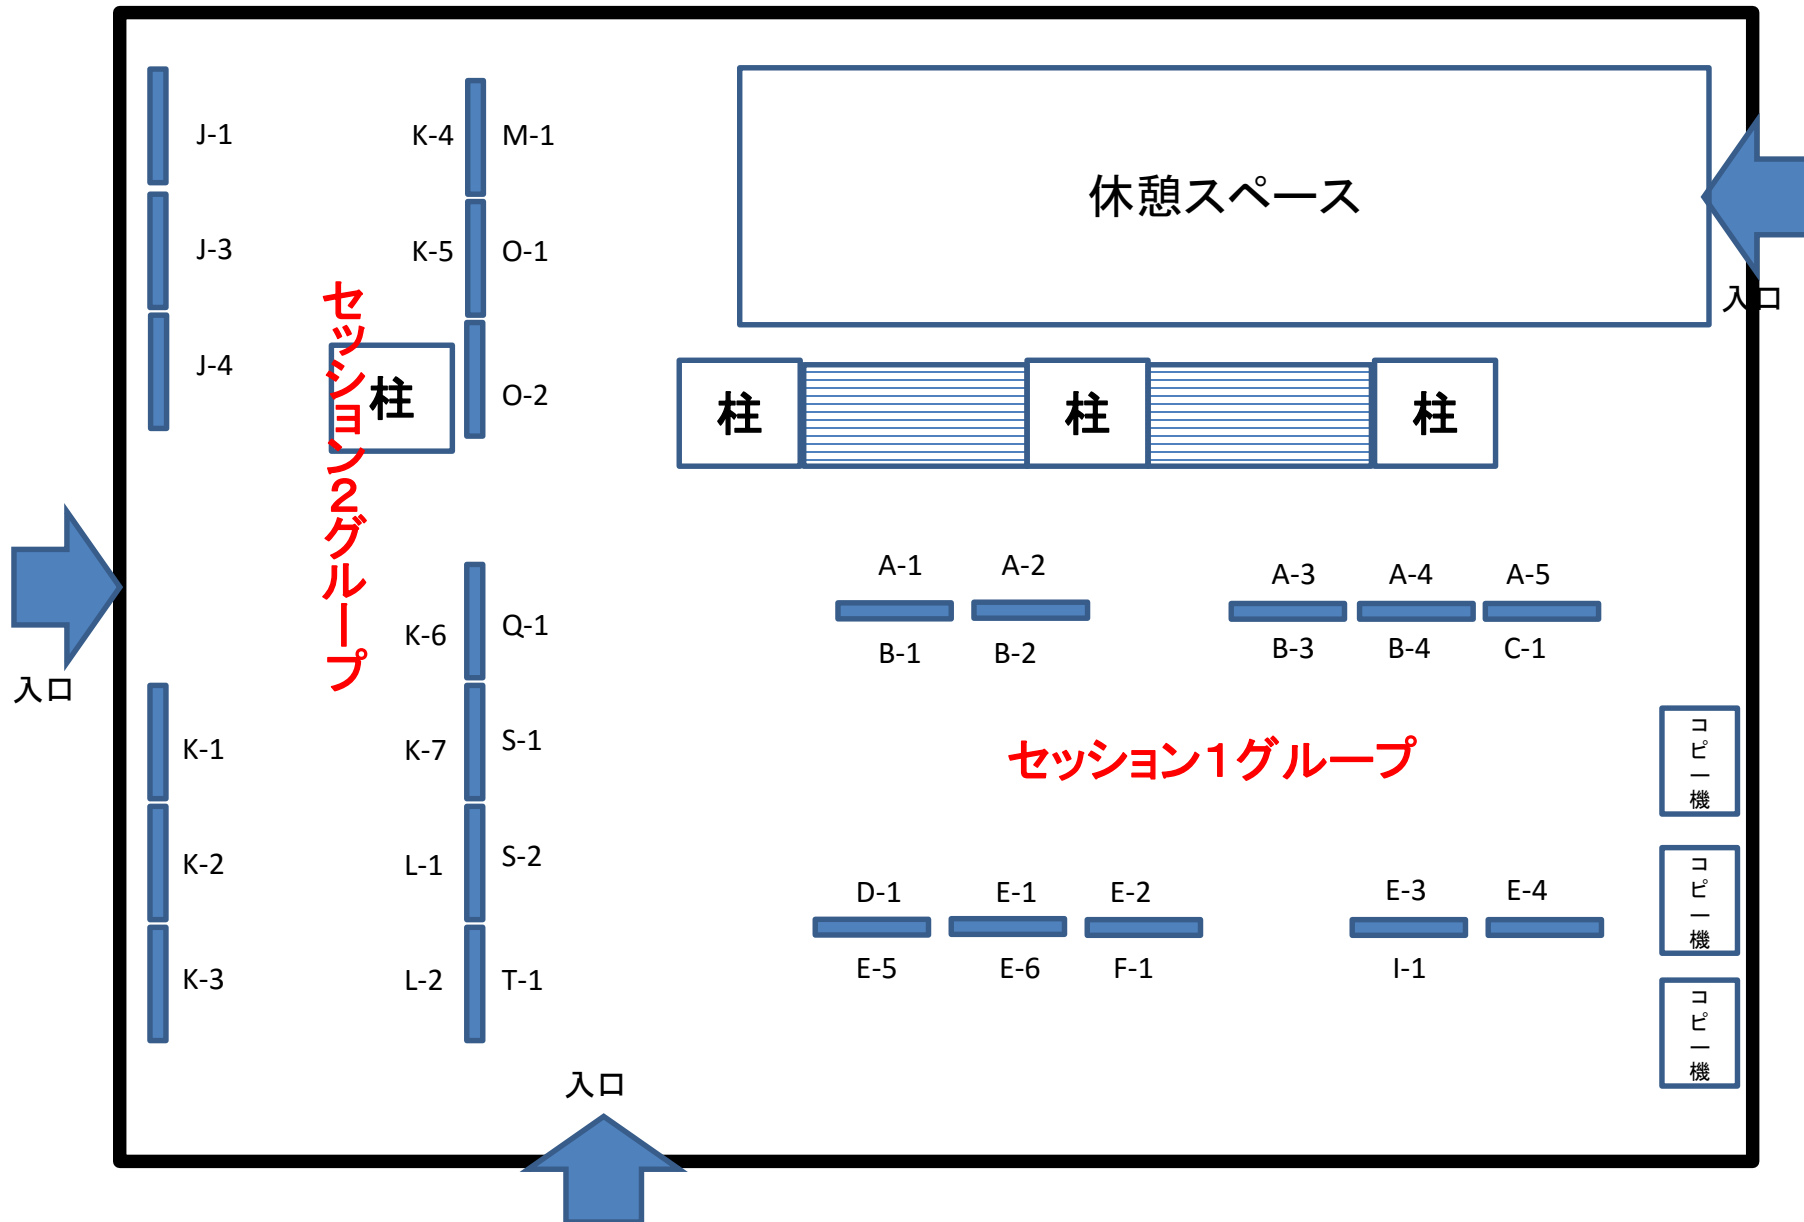 J-1
K-4
M-1
休憩スペース
J-3
K-5
O-1
入口
J-4
柱
O-2
柱
柱
柱
セッション2グループ
A-1
A-2
A-3
A-4
A-5
K-6
Q-1
B-1
B-2
B-3
B-4
C-1
入口
K-1
K-7
S-1
セッション1グループ
コピー機
K-2
L-1
S-2
D-1
E-1
E-2
E-3
E-4
コピー機
K-3
L-2
T-1
E-5
E-6
F-1
I-1
コピー機
入口